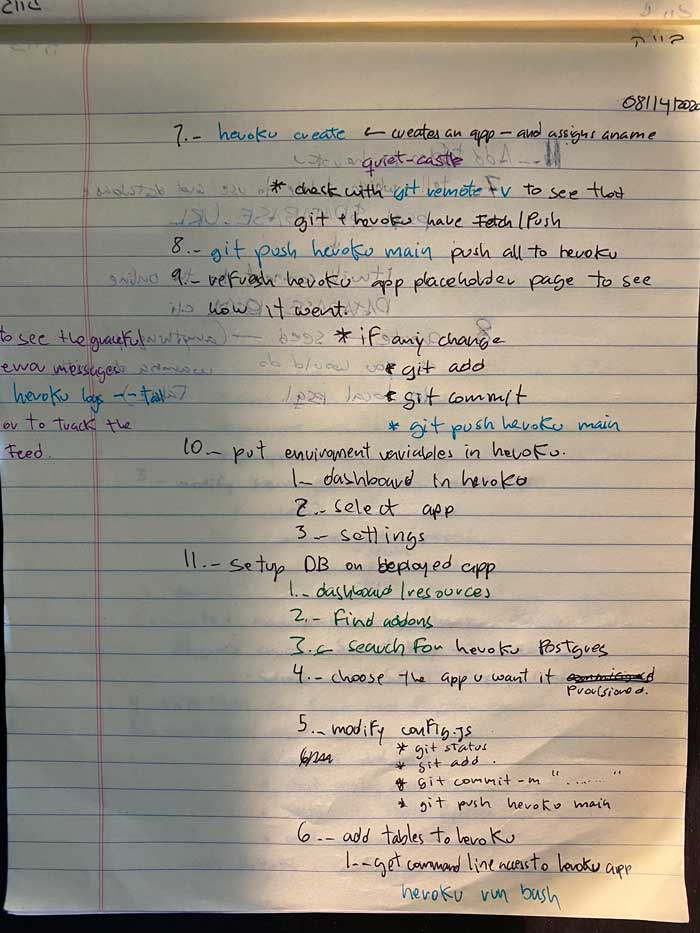 בייה
08/14/202
7.- heroku create ← creates an app - and assigns aname
quiet-castle
* check with git remote -v to see that
git + heroku have Fetch/Push
8.- git push heroku main push all to heroku
9.- refresh heroku app placeholder page to see
how it went.
to see the graceful
error messages
heroku logs --tail
or to track the
feed.
* if any change
* git add
* git commit
* git push heroku main
10.- put enviroment variables in heroku.
1- dashboard in heroku
2.- select app
3 - settings
11.- setup DB on deployed app
1.- dashboard/resources
2.- Find addons
3.- search for heroku Postgres
4.- choose the app u want it
Provisioned.
5.- modify config.js
* git status
* git add .
* git commit -m "......."
* git push heroku main
6.- add tables to heroku
1-- get command line access to heroku app
heroku run bash